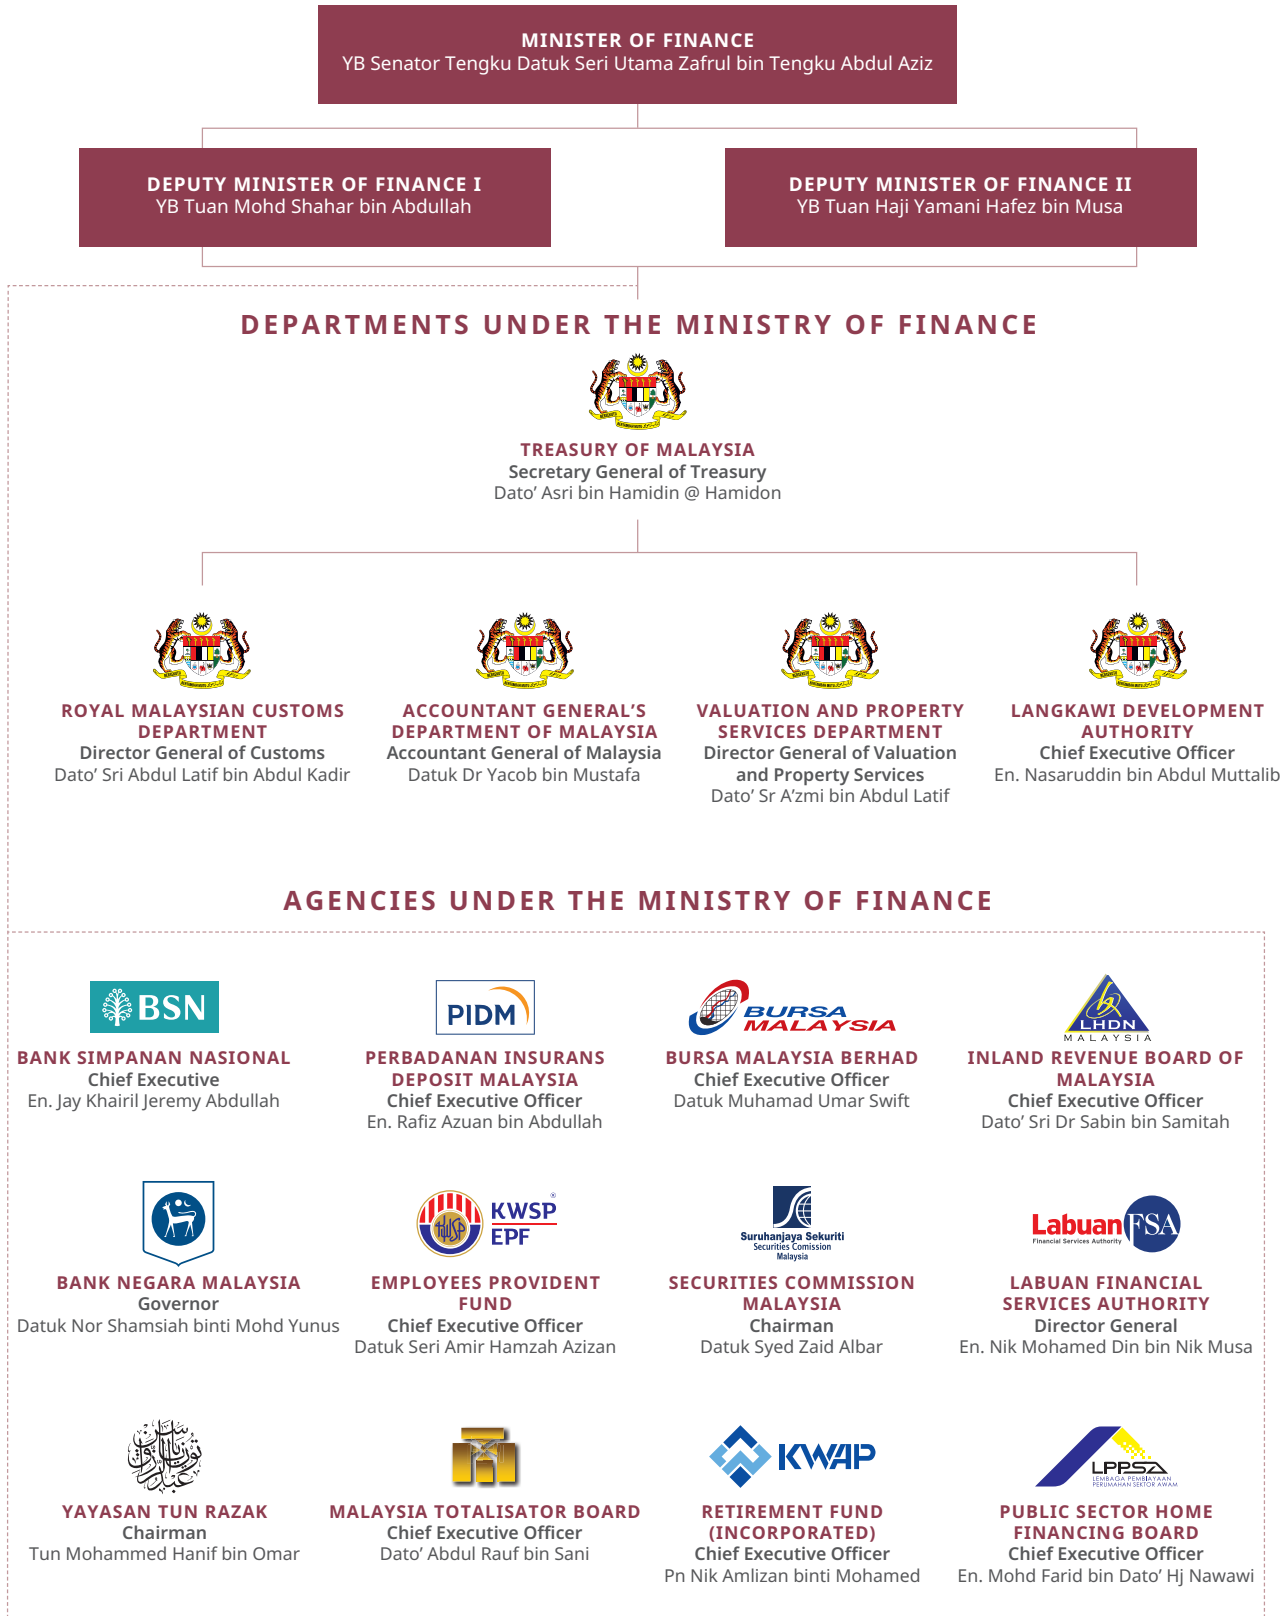 MINISTER OF FINANCE
YB Senator Tengku Datuk Seri Utama Zafrul bin Tengku Abdul Aziz
DEPUTY MINISTER OF FINANCE I
YB Tuan Mohd Shahar bin Abdullah
DEPUTY MINISTER OF FINANCE II
YB Tuan Haji Yamani Hafez bin Musa
DEPARTMENTS UNDER THE MINISTRY OF FINANCE
TREASURY OF MALAYSIA
Secretary General of Treasury
Dato’ Asri bin Hamidin @ Hamidon
ROYAL MALAYSIAN CUSTOMS
DEPARTMENT
Director General of Customs
Dato’ Sri Abdul Latif bin Abdul Kadir
ACCOUNTANT GENERAL’S
DEPARTMENT OF MALAYSIA
Accountant General of Malaysia
Datuk Dr Yacob bin Mustafa
VALUATION AND PROPERTY
SERVICES DEPARTMENT
Director General of Valuation
and Property Services
Dato’ Sr A’zmi bin Abdul Latif
LANGKAWI DEVELOPMENT
AUTHORITY
Chief Executive Officer
En. Nasaruddin bin Abdul Muttalib
AGENCIES UNDER THE MINISTRY OF FINANCE
BSN
BANK SIMPANAN NASIONAL
Chief Executive
En. Jay Khairil Jeremy Abdullah
PIDM
PERBADANAN INSURANS
DEPOSIT MALAYSIA
Chief Executive Officer
En. Rafiz Azuan bin Abdullah
BURSA
MALAYSIA
BURSA MALAYSIA BERHAD
Chief Executive Officer
Datuk Muhamad Umar Swift
LHDN
MALAYSIA
INLAND REVENUE BOARD OF
MALAYSIA
Chief Executive Officer
Dato’ Sri Dr Sabin bin Samitah
BANK NEGARA MALAYSIA
Governor
Datuk Nor Shamsiah binti Mohd Yunus
KWSP
KWSP ®
EPF
EMPLOYEES PROVIDENT
FUND
Chief Executive Officer
Datuk Seri Amir Hamzah Azizan
Suruhanjaya Sekuriti
Securities Comission
Malaysia
SECURITIES COMMISSION
MALAYSIA
Chairman
Datuk Syed Zaid Albar
Labuan FSA
Financial Services Authority
LABUAN FINANCIAL
SERVICES AUTHORITY
Director General
En. Nik Mohamed Din bin Nik Musa
YAYASAN TUN RAZAK
Chairman
Tun Mohammed Hanif bin Omar
MALAYSIA TOTALISATOR BOARD
Chief Executive Officer
Dato’ Abdul Rauf bin Sani
KWAP
RETIREMENT FUND
(INCORPORATED)
Chief Executive Officer
Pn Nik Amlizan binti Mohamed
LPPSA
LEMBAGA PEMBIAYAAN
PERUMAHAN SEKTOR AWAM
PUBLIC SECTOR HOME
FINANCING BOARD
Chief Executive Officer
En. Mohd Farid bin Dato’ Hj Nawawi